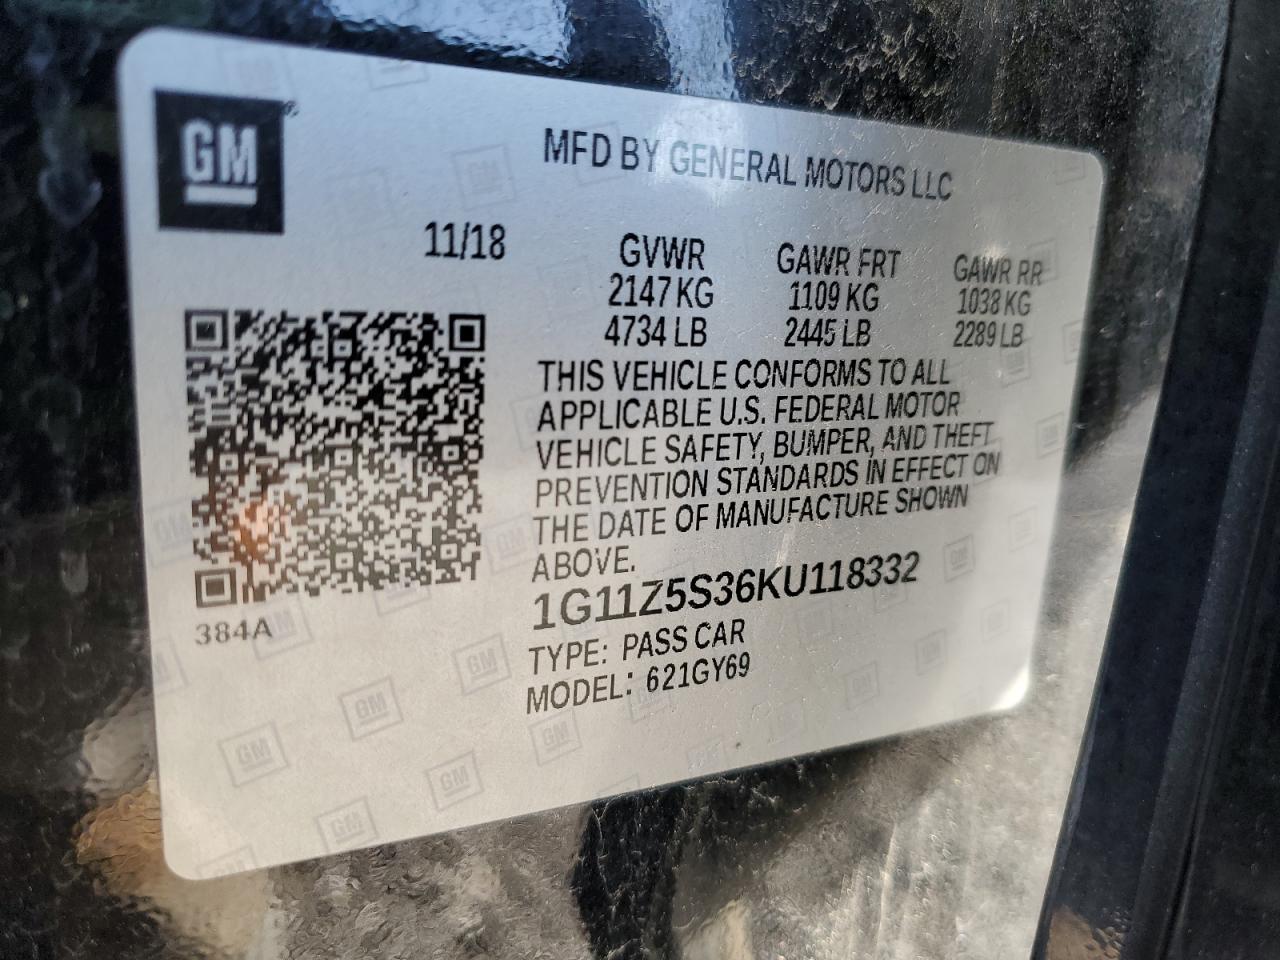 GM
MFD BY GENERAL MOTORS LLC
11/18
GVWR GAWR FRT GAWR RR
2147 KG 1109 KG 1038 KG
4734 LB 2445 LB 2289 LB
THIS VEHICLE CONFORMS TO ALL
APPLICABLE U.S. FEDERAL MOTOR
VEHICLE SAFETY, BUMPER, AND THEFT
PREVENTION STANDARDS IN EFFECT ON
THE DATE OF MANUFACTURE SHOWN
ABOVE.
1G11Z5S36KU118332
TYPE: PASS CAR
MODEL: 621GY69
384A